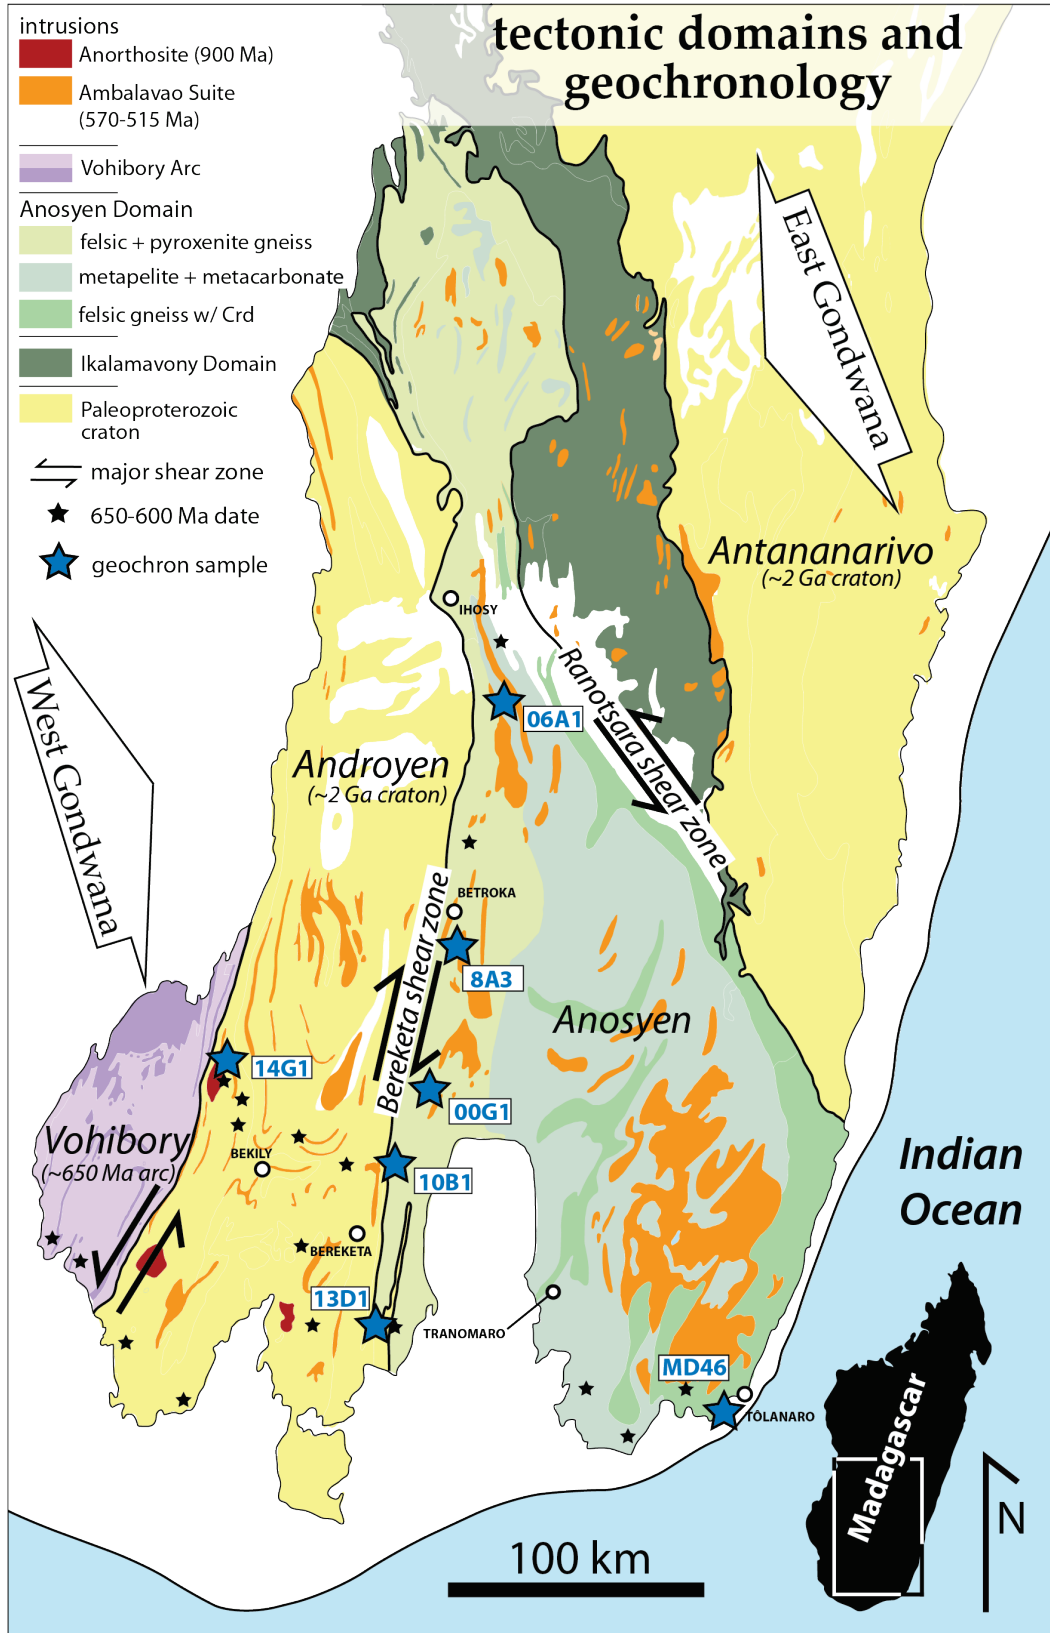 tectonic domains and
geochronology
intrusions
Anorthosite (900 Ma)
Ambalavao Suite
(570-515 Ma)
Vohibory Arc
Anosyen Domain
felsic + pyroxenite gneiss
metapelite + metacarbonate
felsic gneiss w/ Crd
Ikalamavony Domain
Paleoproterozoic
craton
major shear zone
650-600 Ma date
geochron sample
East Gondwana
West Gondwana
Antananarivo
(~2 Ga craton)
IHOSY
Ranotsara shear zone
06A1
Androyen
(~2 Ga craton)
BETROKA
Bereketa shear zone
8A3
Anosyen
14G1
00G1
Vohibory
(~650 Ma arc)
BEKILY
10B1
Indian
Ocean
BEREKETA
13D1
TRANOMARO
MD46
TÔLANARO
Madagascar
N
100 km